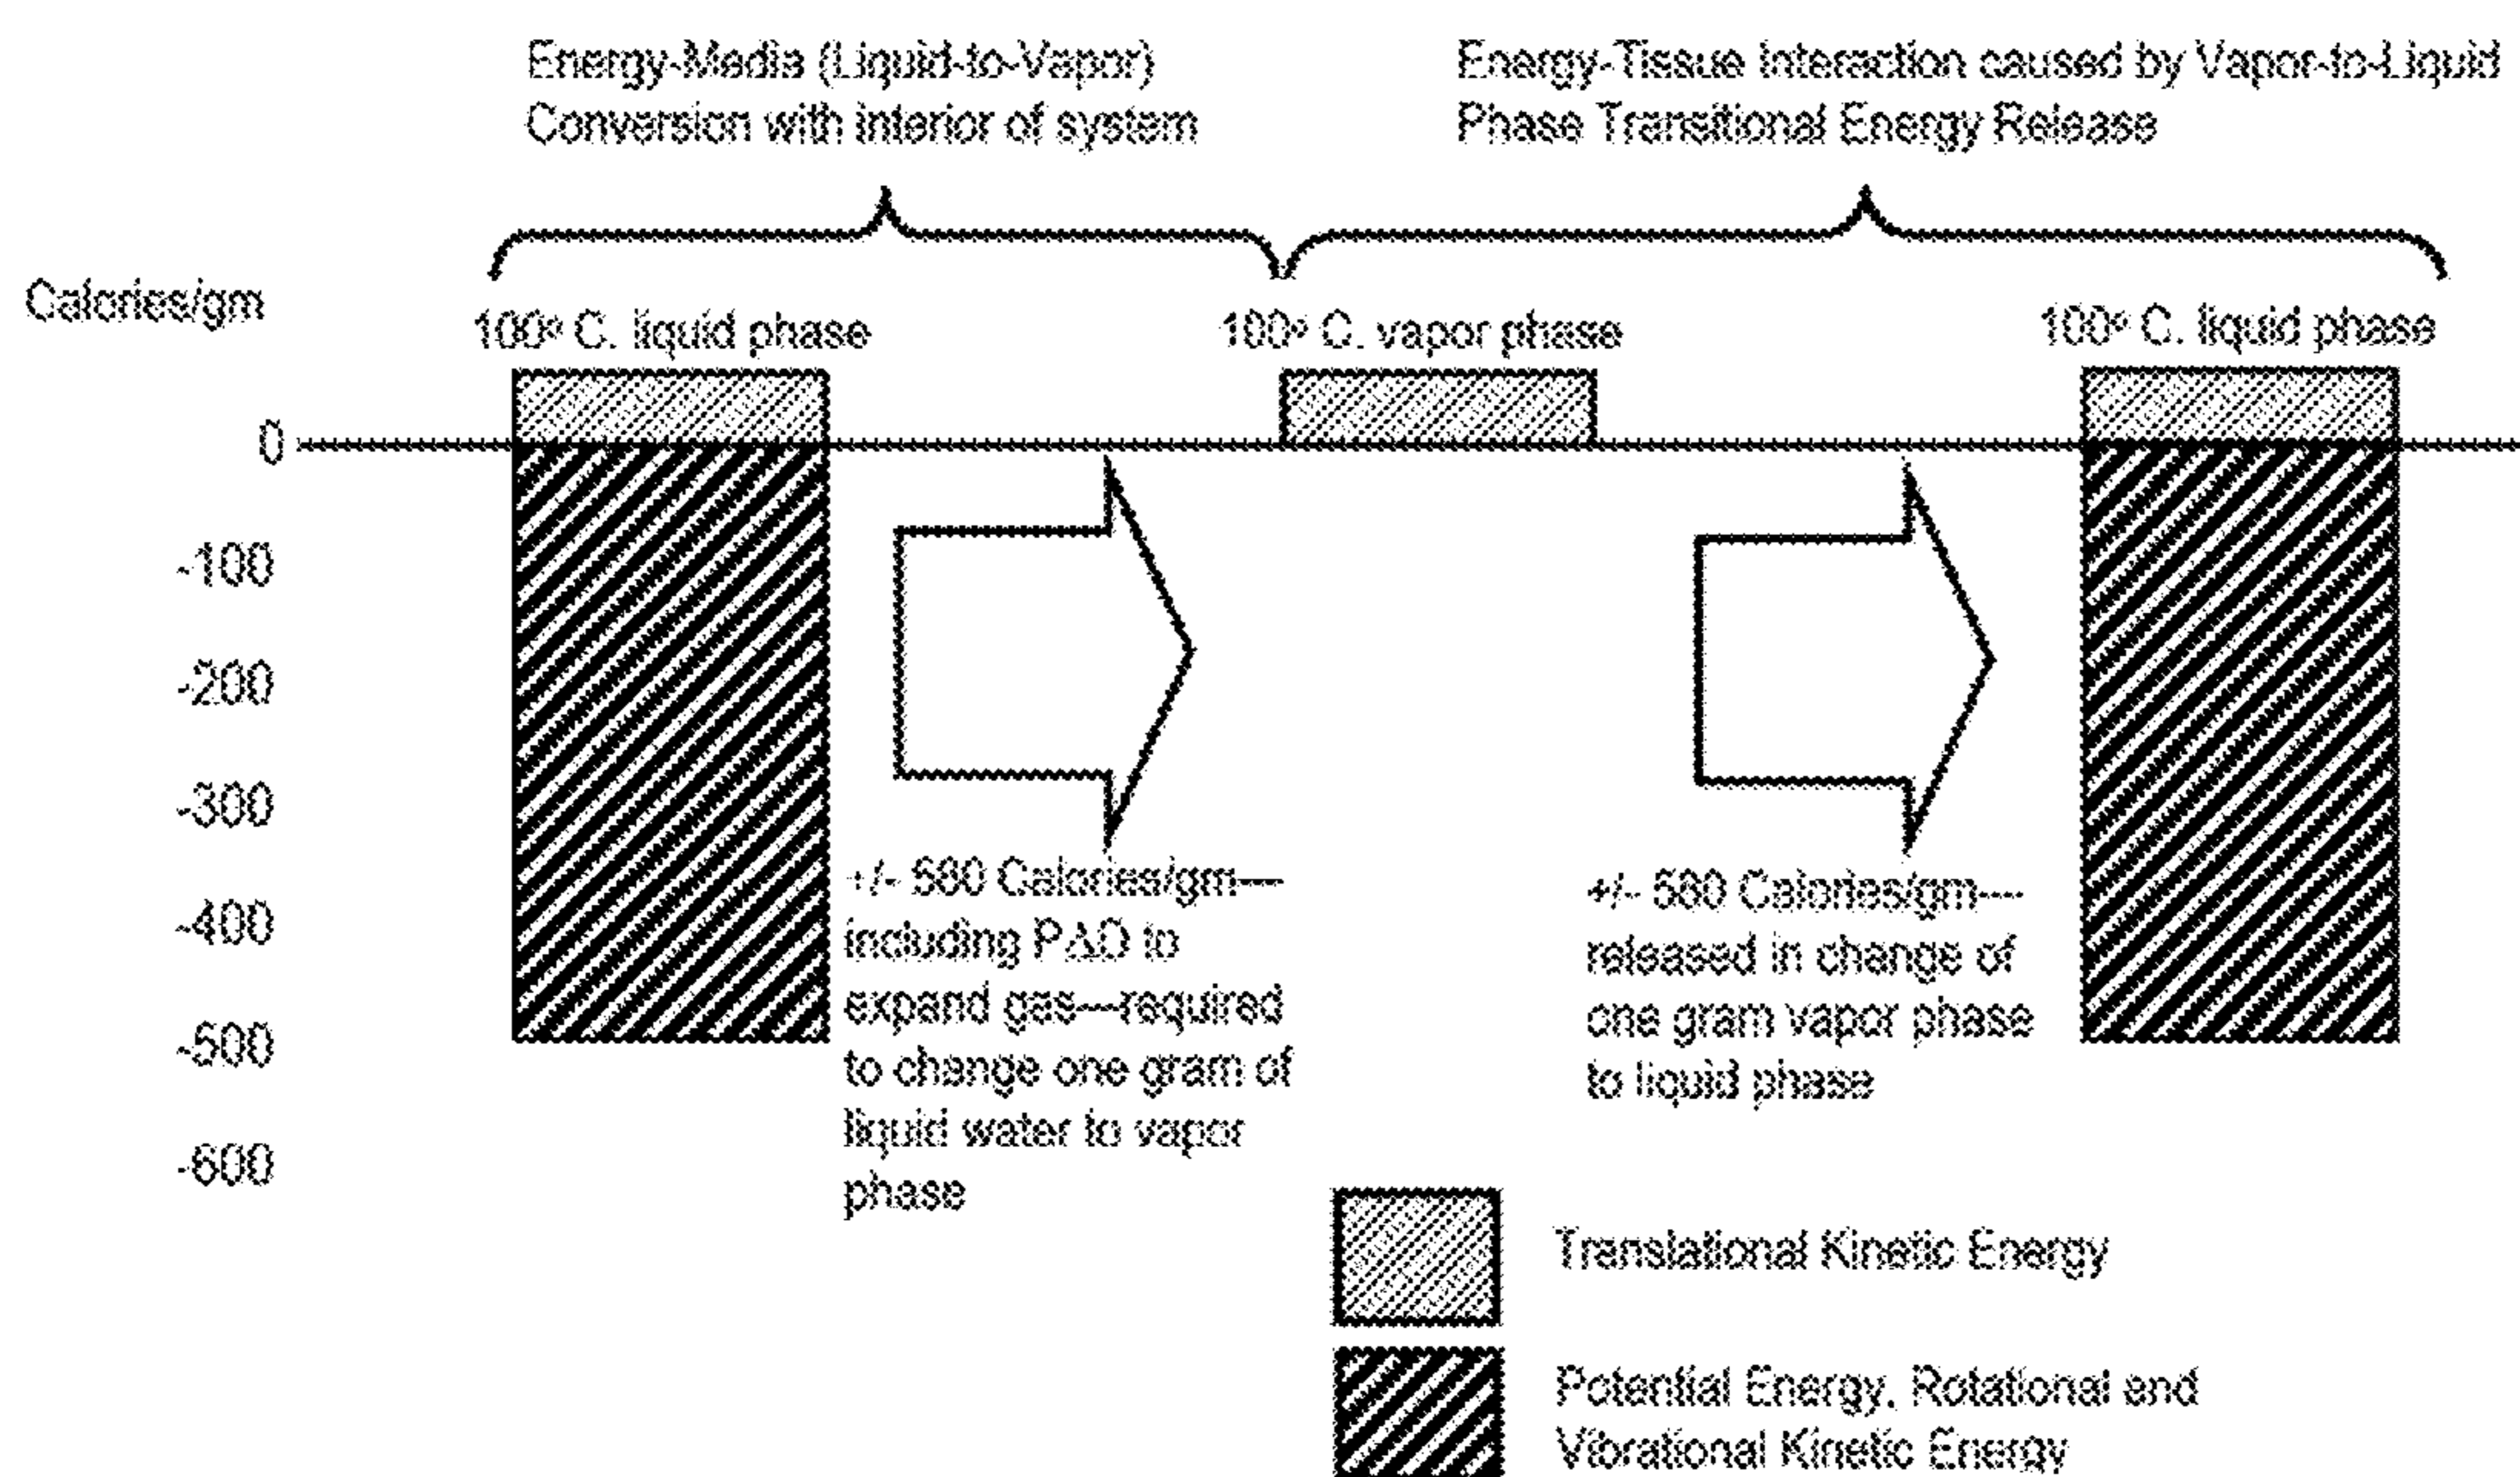 Energy-Media (Liquid-to-Vapor)
Conversion with interior of system
Energy-Tissue Interaction caused by Vapor-to-Liquid
Phase Transitional Energy Release
Calories/gm
100º C. liquid phase
100º C. vapor phase
100º C. liquid phase
0
-100
-200
-300
-400
-500
-600
+/- 580 Calories/gm—
including PΔD to
expand gas—required
to change one gram of
liquid water to vapor
phase
+/- 580 Calories/gm—
released in change of
one gram vapor phase
to liquid phase
Translational Kinetic Energy
Potential Energy, Rotational and
Vibrational Kinetic Energy